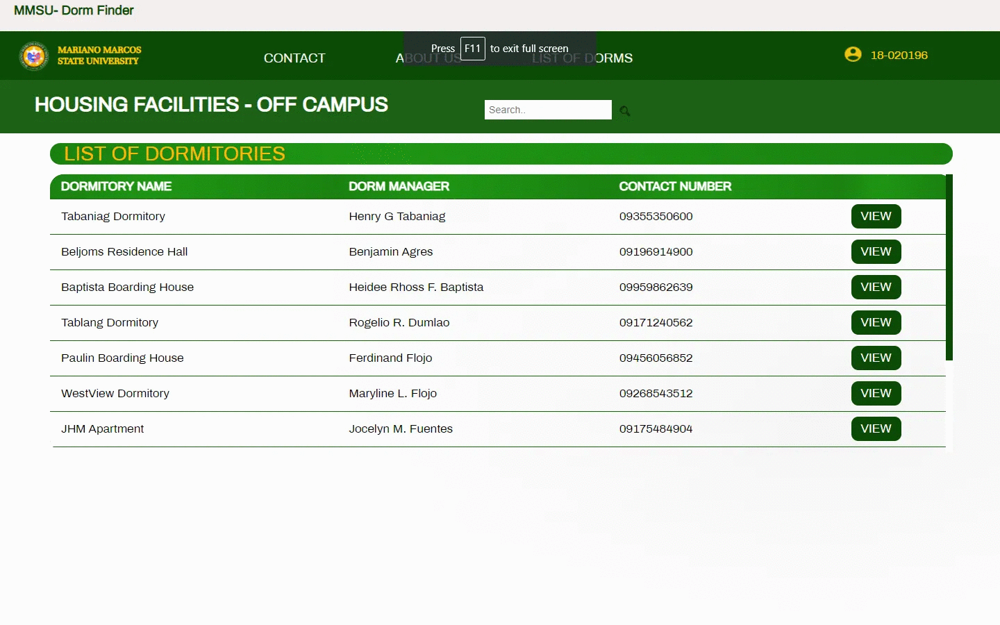 MMSU- Dorm Finder
MARIANO MARCOS
STATE UNIVERSITY
CONTACT
ABOUT US
LIST OF DORMS
Press F11 to exit full screen
18-020196
HOUSING FACILITIES - OFF CAMPUS
Search..
LIST OF DORMITORIES
DORMITORY NAME DORM MANAGER CONTACT NUMBER
Tabaniag Dormitory Henry G Tabaniag 09355350600 VIEW
Beljoms Residence Hall Benjamin Agres 09196914900 VIEW
Baptista Boarding House Heidee Rhoss F. Baptista 09959862639 VIEW
Tablang Dormitory Rogelio R. Dumlao 09171240562 VIEW
Paulin Boarding House Ferdinand Flojo 09456056852 VIEW
WestView Dormitory Maryline L. Flojo 09268543512 VIEW
JHM Apartment Jocelyn M. Fuentes 09175484904 VIEW